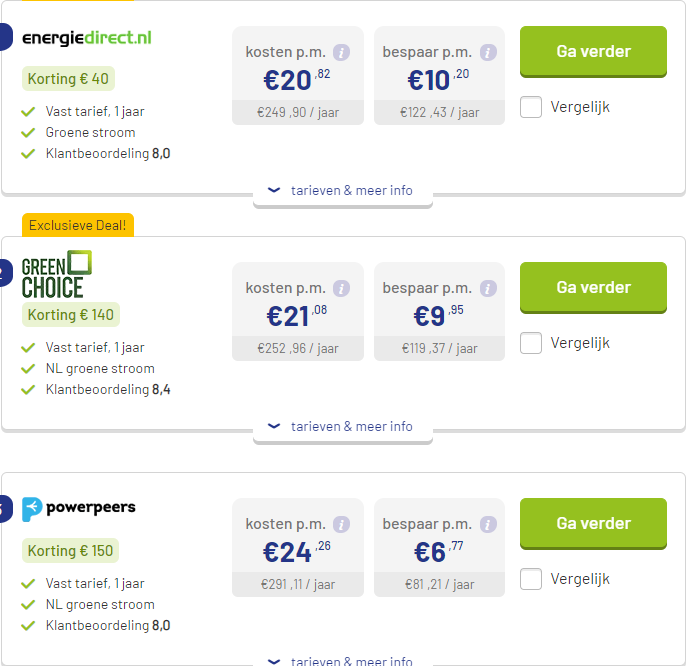 energiedirect.nl
Korting € 40
Vast tarief, 1 jaar
Groene stroom
Klantbeoordeling 8,0
kosten p.m. i
€20,82
€249,90 / jaar
bespaar p.m. i
€10,20
€122,43 / jaar
Ga verder
Vergelijk
tarieven & meer info
Exclusieve Deal!
2
GREEN
CHOICE
Korting € 140
Vast tarief, 1 jaar
NL groene stroom
Klantbeoordeling 8,4
kosten p.m. i
€21,08
€252,96 / jaar
bespaar p.m. i
€9,95
€119,37 / jaar
Ga verder
Vergelijk
tarieven & meer info
powerpeers
Korting € 150
Vast tarief, 1 jaar
NL groene stroom
Klantbeoordeling 8,0
kosten p.m. i
€24,26
€291,11 / jaar
bespaar p.m. i
€6,77
€81,21 / jaar
Ga verder
Vergelijk
tarieven & meer info